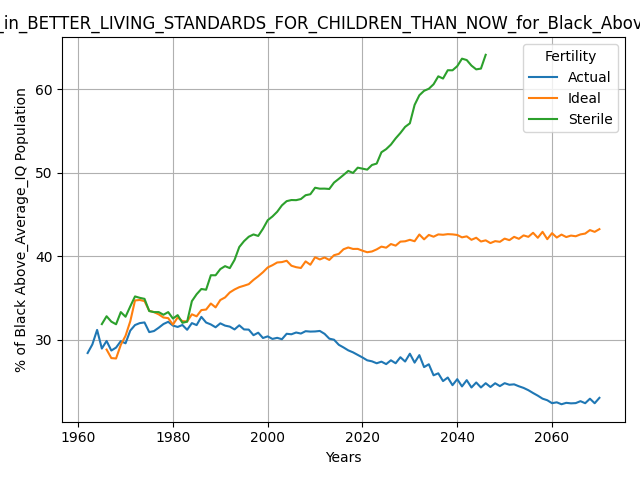 _in_BETTER_LIVING_STANDARDS_FOR_CHILDREN_THAN_NOW_for_Black_Abov
Fertility
Actual
Ideal
Sterile
% of Black Above_Average_IQ Population
60
50
40
30
1960
1980
2000
2020
2040
2060
Years